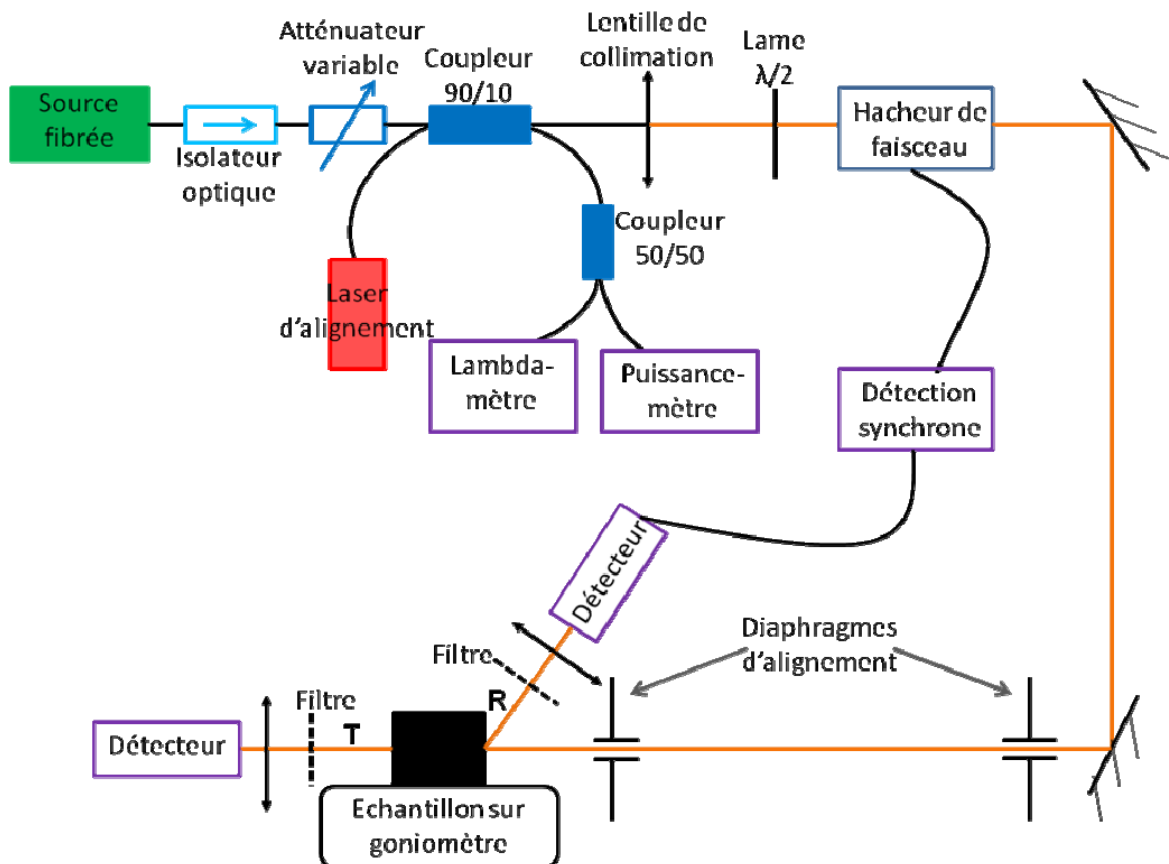 Source
fibrée
Isolateur
optique
Atténuateur
variable
Coupleur
90/10
Lentille de
collimation
Lame
λ/2
Hacheur de
faisceau
Coupleur
50/50
Laser
d'alignement
Lambda-
mètre
Puissance-
mètre
Détection
synchrone
Détecteur
Diaphragmes
d'alignement
Filtre
R
Filtre
T
Détecteur
Echantillon sur
goniomètre